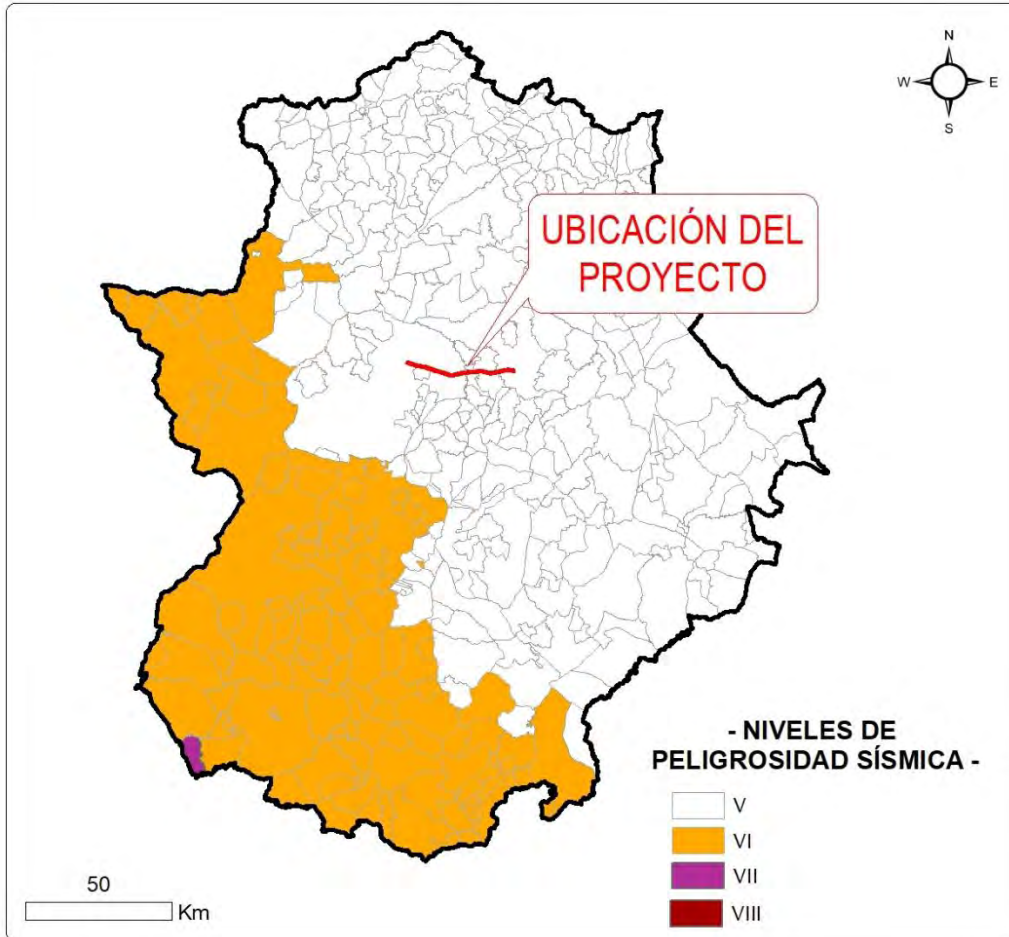 N
W E
S
UBICACIÓN DEL
PROYECTO
- NIVELES DE
PELIGROSIDAD SÍSMICA -
V
VI
VII
VIII
50
Km